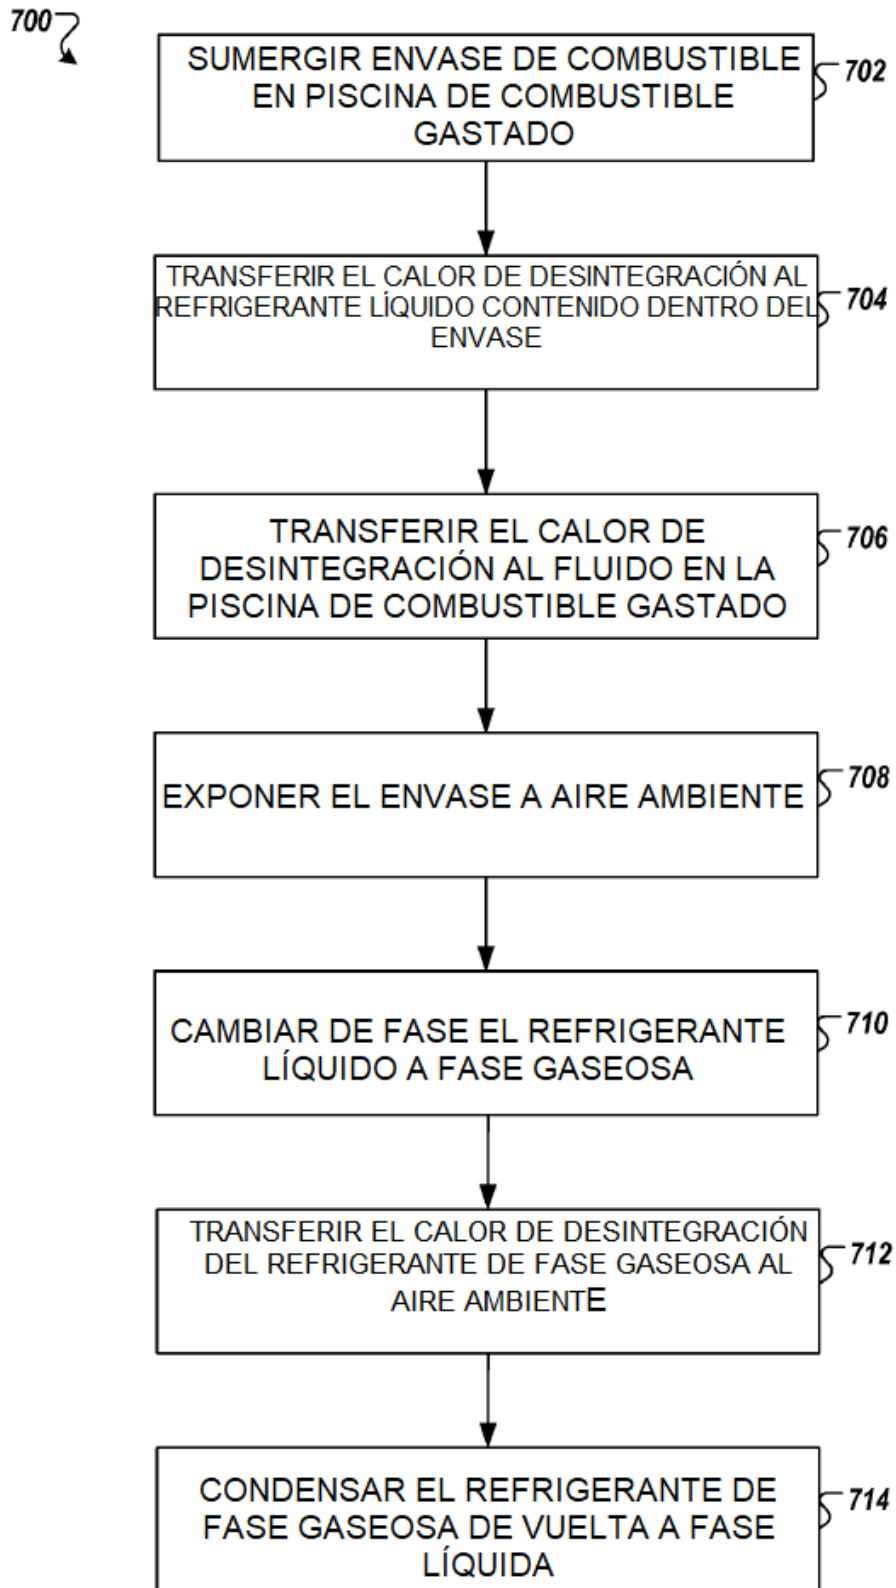 700
SUMERGIR ENVASE DE COMBUSTIBLE
EN PISCINA DE COMBUSTIBLE
GASTADO
702
TRANSFERIR EL CALOR DE DESINTEGRACIÓN AL
REFRIGERANTE LÍQUIDO CONTENIDO DENTRO DEL
ENVASE
704
TRANSFERIR EL CALOR DE
DESINTEGRACIÓN AL FLUIDO EN LA
PISCINA DE COMBUSTIBLE GASTADO
706
EXPONER EL ENVASE A AIRE AMBIENTE
708
CAMBIAR DE FASE EL REFRIGERANTE
LÍQUIDO A FASE GASEOSA
710
TRANSFERIR EL CALOR DE DESINTEGRACIÓN
DEL REFRIGERANTE DE FASE GASEOSA AL
AIRE AMBIENTE
712
CONDENSAR EL REFRIGERANTE DE
FASE GASEOSA DE VUELTA A FASE
LÍQUIDA
714